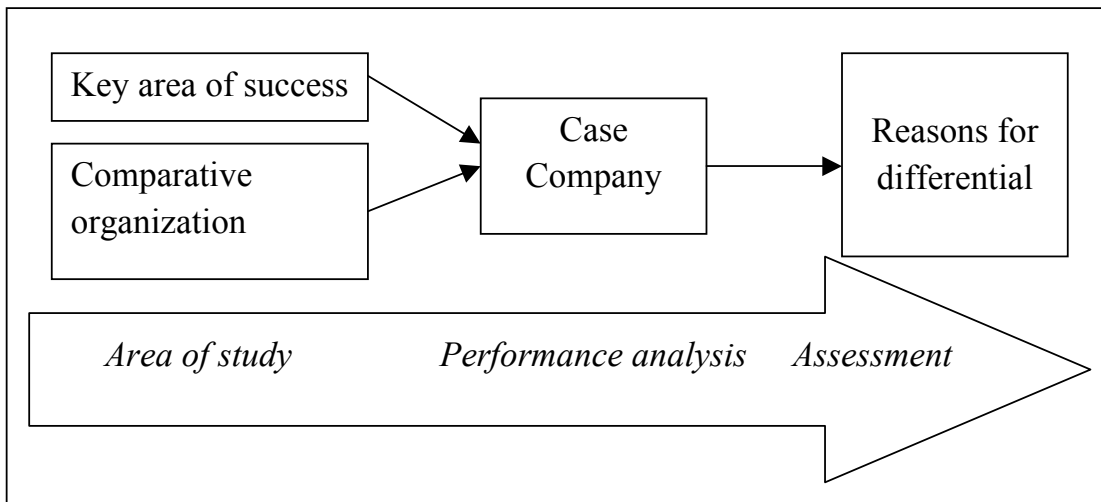 Key area of success
Comparative
organization
Case
Company
Reasons for
differential
Area of study
Performance analysis
Assessment